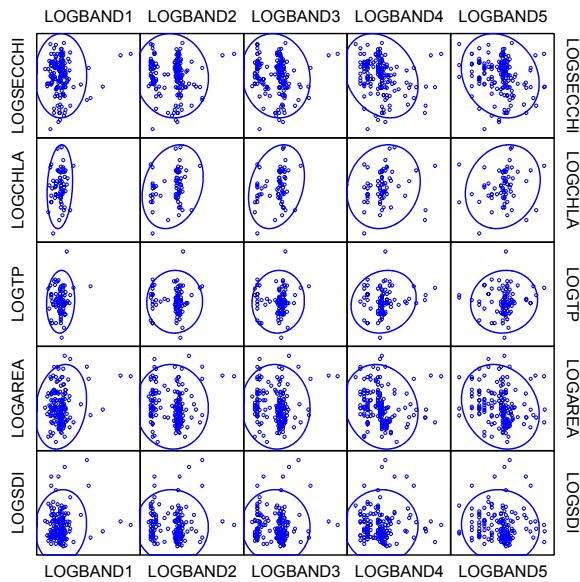 LOGBAND1 LOGBAND2 LOGBAND3 LOGBAND4 LOGBAND5
LOGSECCHI LOGSECCHI
LOGCHLA LOGCHLA
LOGTP LOGTP
LOGAREA LOGAREA
LOGSDI LOGSDI
LOGBAND1 LOGBAND2 LOGBAND3 LOGBAND4 LOGBAND5